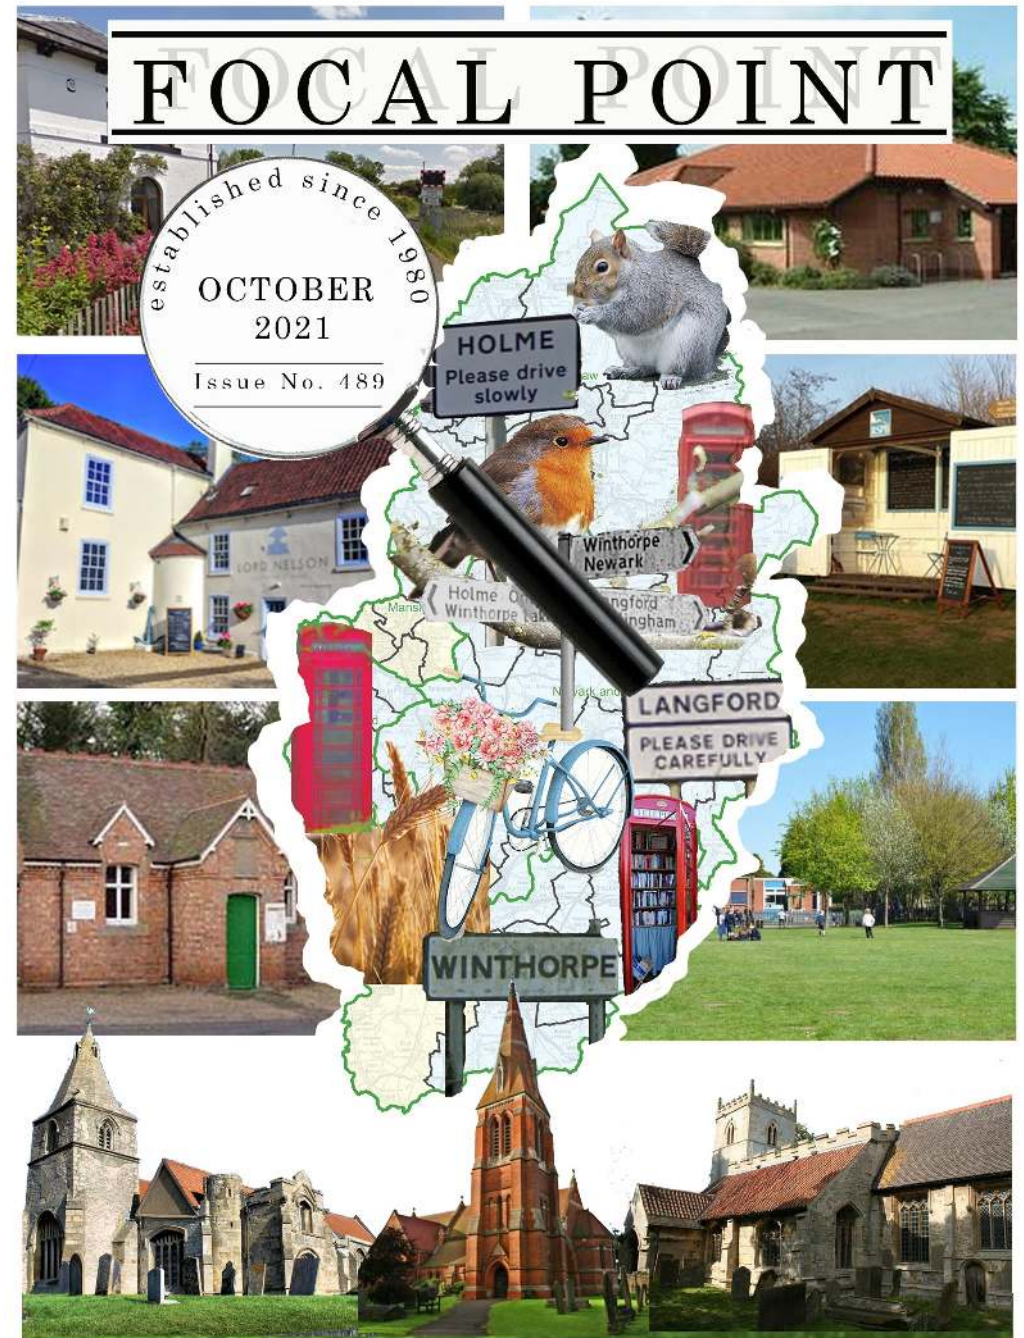 FOCAL POINT
established since 1980
OCTOBER
2021
Issue No. 489
HOLME
Please drive
slowly
Winthorpe
Newark
Holme
Winthorpe
LORD NELSON
LANGFORD
PLEASE DRIVE
CAREFULLY
WINTHORPE